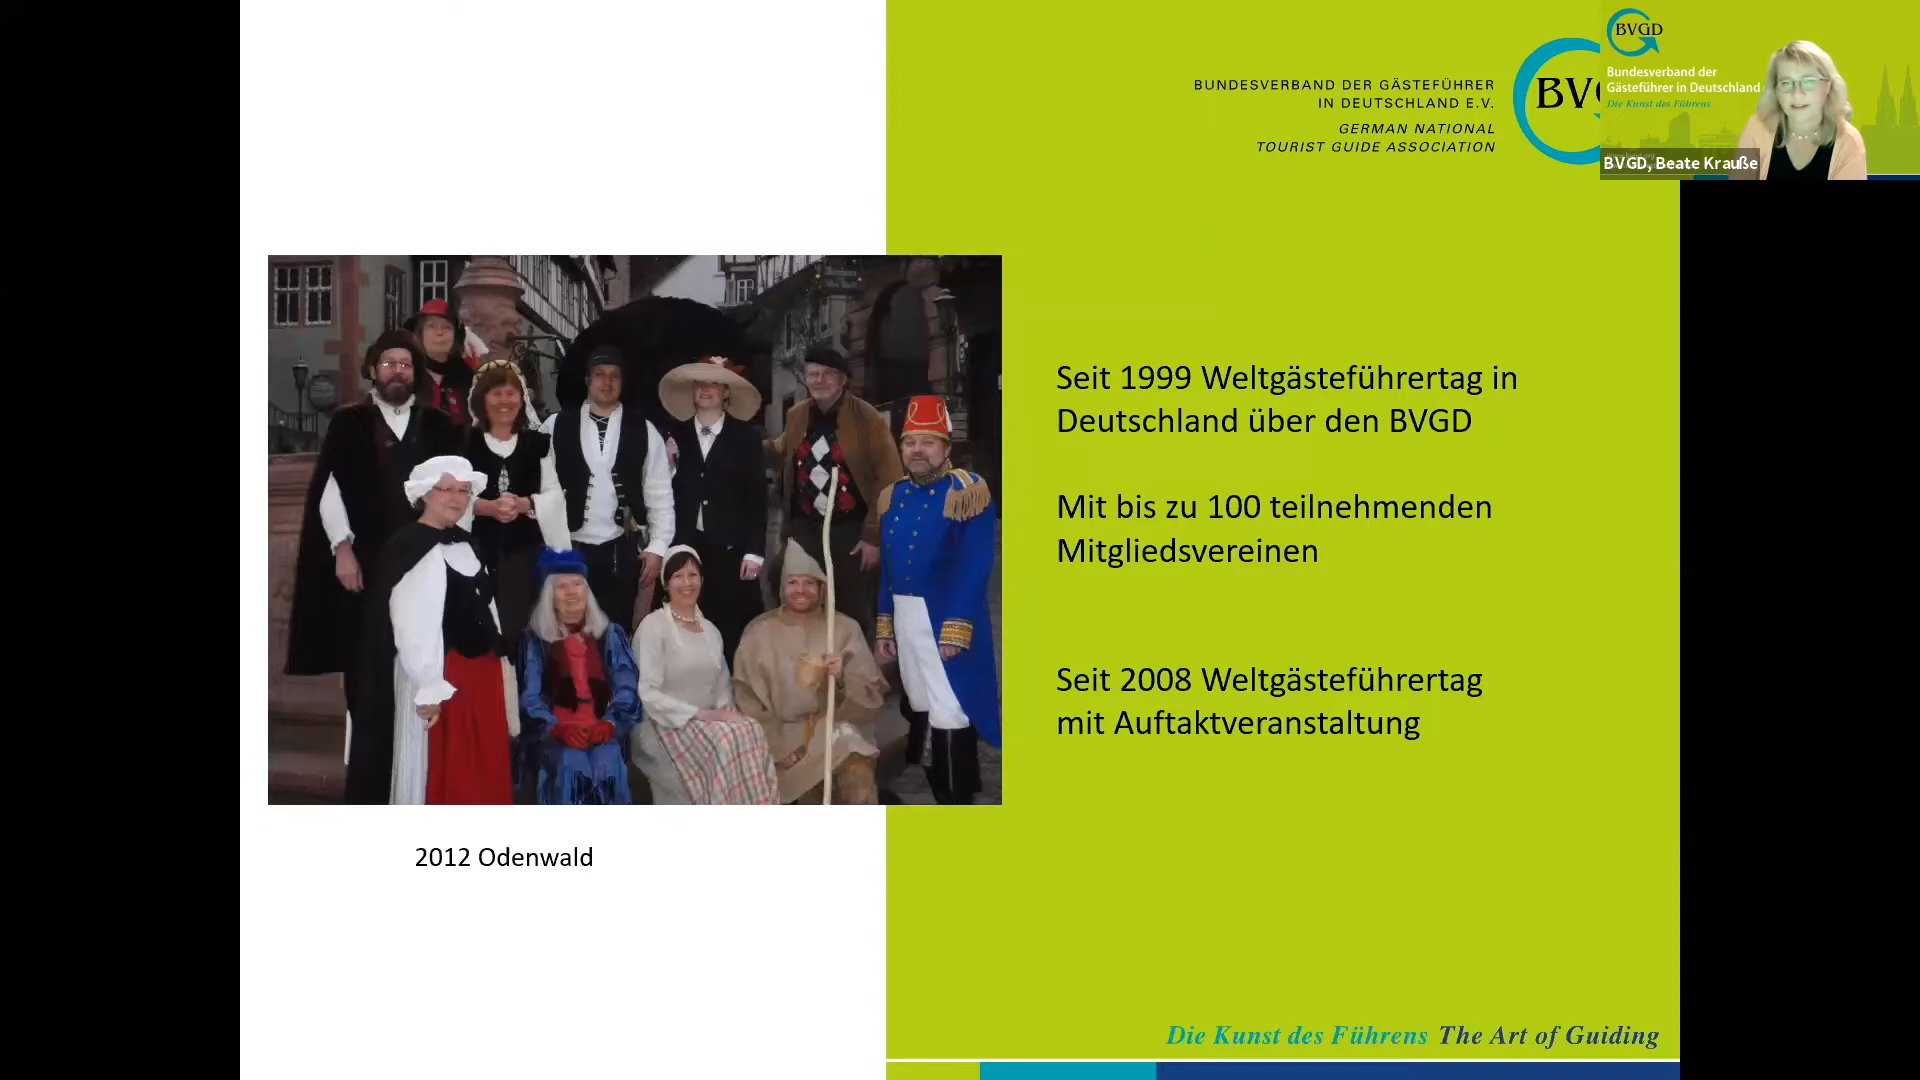 BUNDESVERBAND DER GÄSTEFÜHRER
IN DEUTSCHLAND E.V.
GERMAN NATIONAL
TOURIST GUIDE ASSOCIATION
BVGD
Bundesverband der
Gästeführer in Deutschland
Die Kunst des Führens
BVGD, Beate Krauße
Seit 1999 Weltgästeführertag in
Deutschland über den BVGD
Mit bis zu 100 teilnehmenden
Mitgliedsvereinen
Seit 2008 Weltgästeführertag
mit Auftaktveranstaltung
2012 Odenwald
Die Kunst des Führens The Art of Guiding